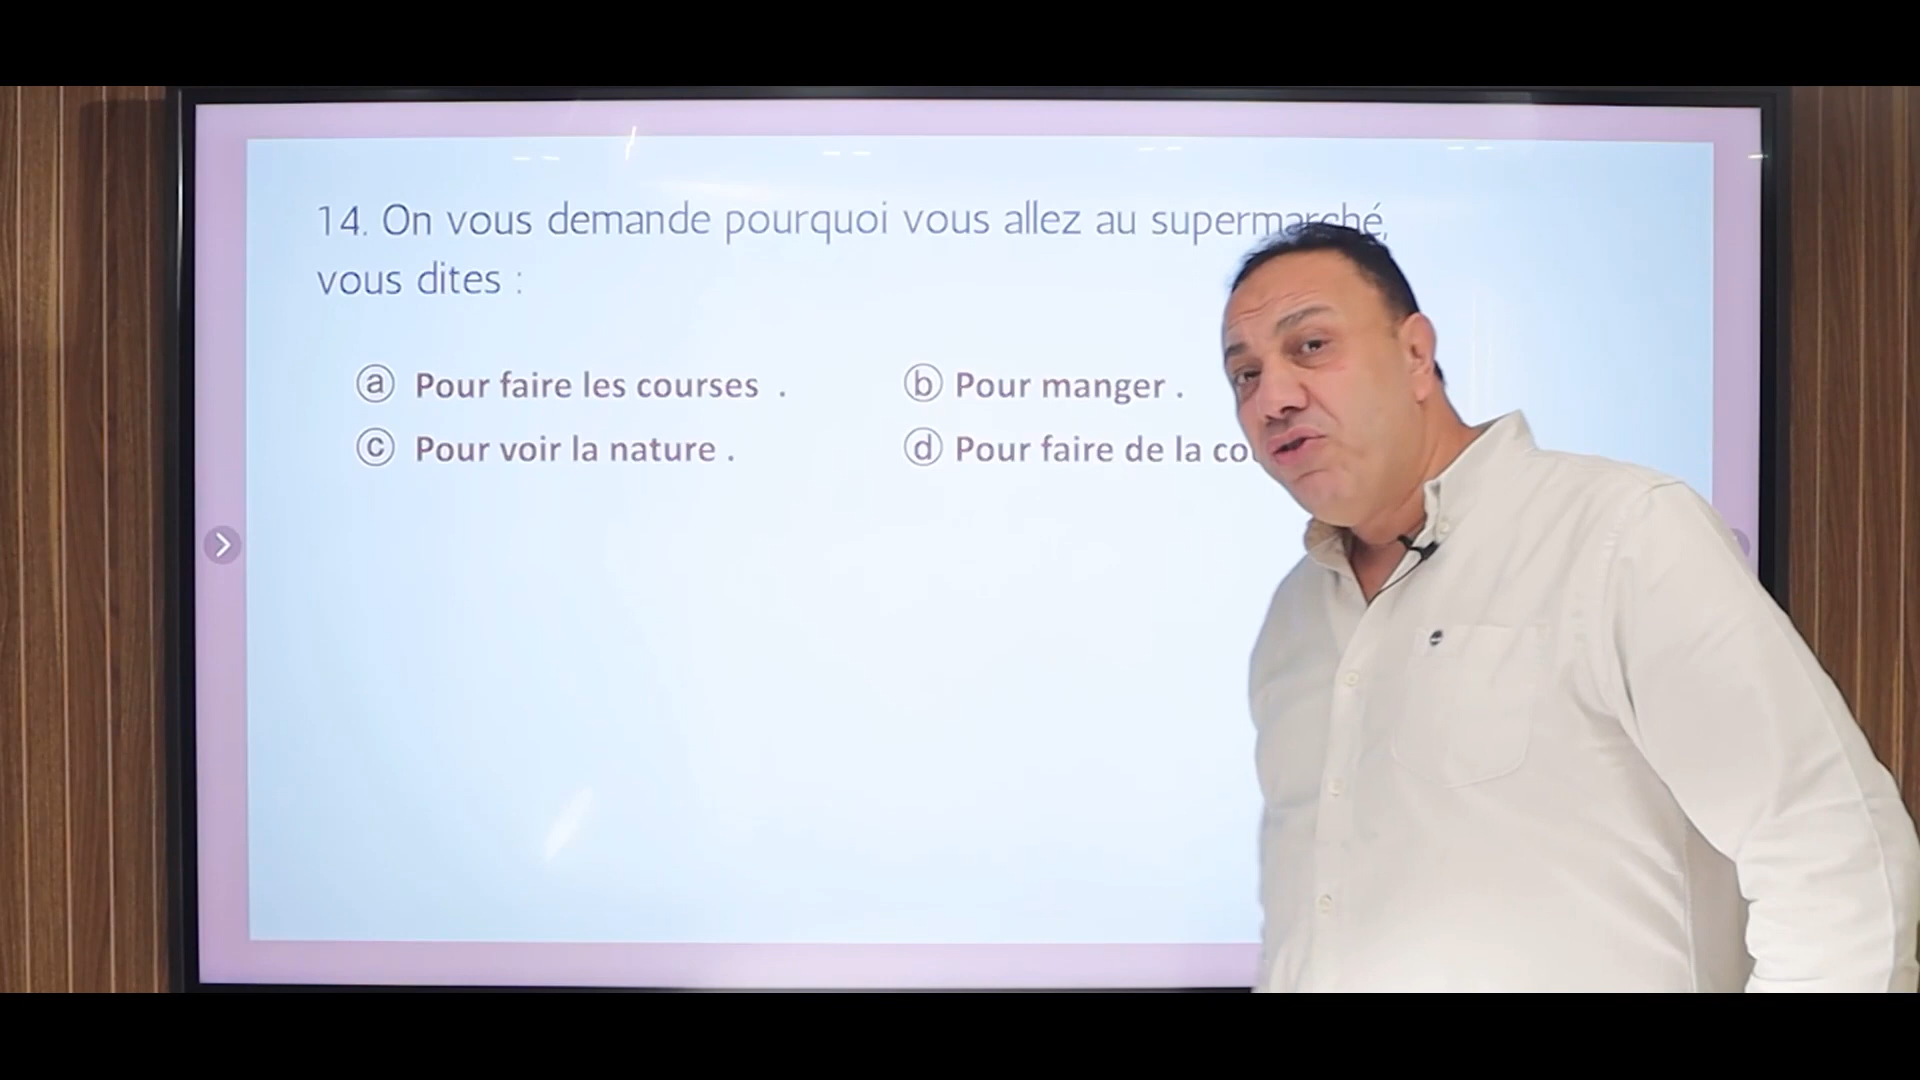 14. On vous demande pourquoi vous allez au supermarché,
vous dites :
ⓐ Pour faire les courses .
ⓑ Pour manger .
ⓒ Pour voir la nature .
ⓓ Pour faire de la